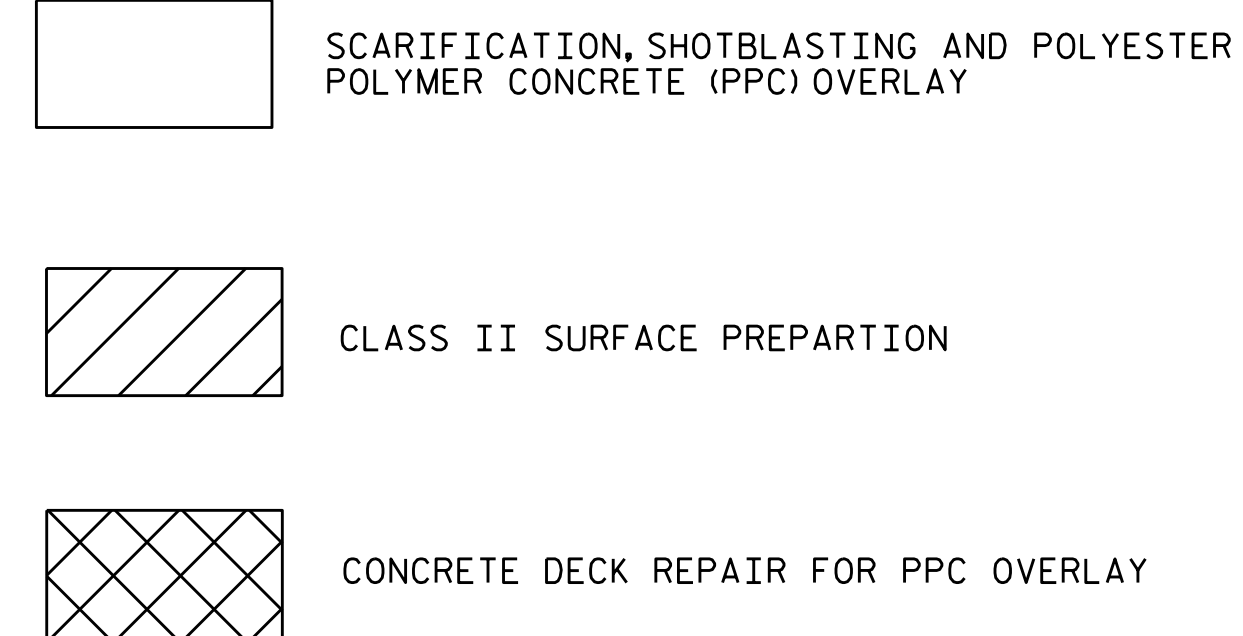 SCARIFICATION, SHOTBLASTING AND POLYESTER
POLYMER CONCRETE (PPC) OVERLAY
CLASS II SURFACE PREPARTION
CONCRETE DECK REPAIR FOR PPC OVERLAY